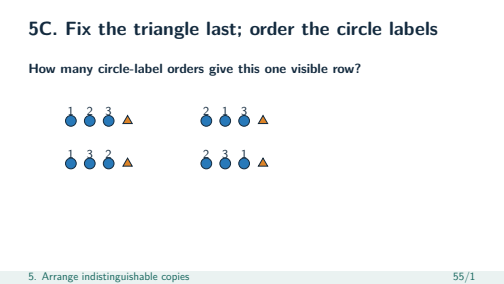 5C. Fix the triangle last; order the circle labels
How many circle-label orders give this one visible row?
1 2 3 2 1 3
1 3 2 2 3 1
5. Arrange indistinguishable copies 55/1